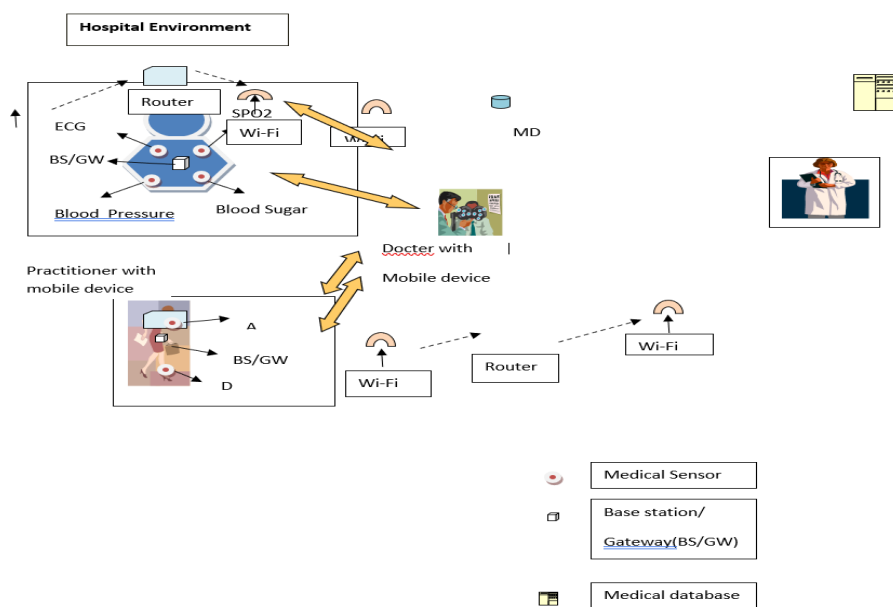 Hospital Environment
Router
SPO2
ECG
Wi-Fi
MD
BS/GW
Blood Pressure
Blood Sugar
Docter with
Mobile device
Practitioner with
mobile device
A
BS/GW
D
Wi-Fi
Router
Wi-Fi
Medical Sensor
Base station/
Gateway(BS/GW)
Medical database